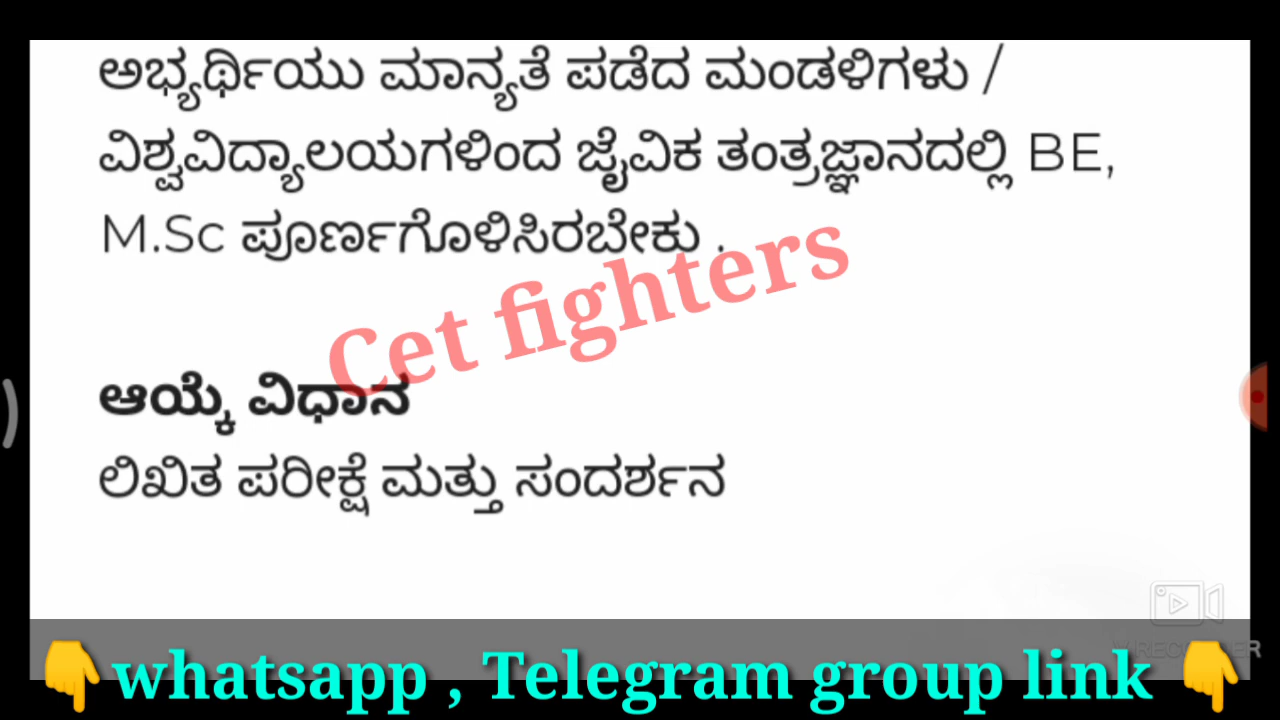 ಅಭ್ಯರ್ಥಿಯು ಮಾನ್ಯತೆ ಪಡೆದ ಮಂಡಳಿಗಳು /
ವಿಶ್ವವಿದ್ಯಾಲಯಗಳಿಂದ ಜೈವಿಕ ತಂತ್ರಜ್ಞಾನದಲ್ಲಿ BE,
M.Sc ಪೂರ್ಣಗೊಳಿಸಿರಬೇಕು .
Cet fighters
ಆಯ್ಕೆ ವಿಧಾನ
ಲಿಖಿತ ಪರೀಕ್ಷೆ ಮತ್ತು ಸಂದರ್ಶನ
👇whatsapp , Telegram group link 👇